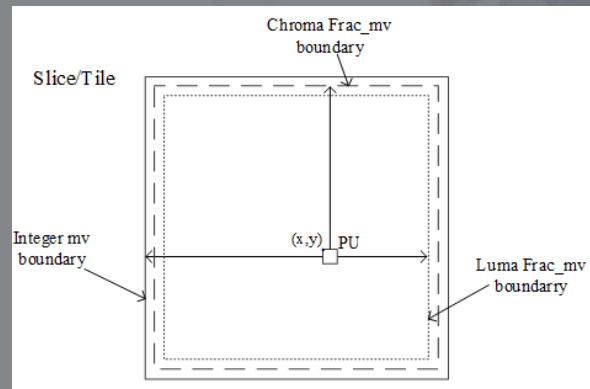 Chroma Frac_mv
boundary
Slice/Tile
(x,y)
PU
Integer mv
boundary
Luma Frac_mv
boundarry